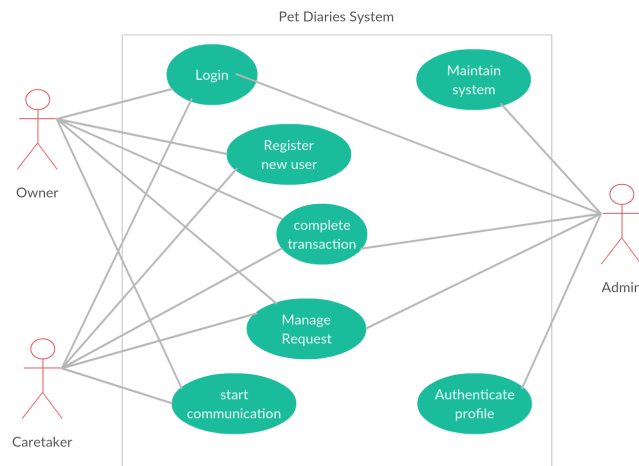 Pet Diaries System
Login
Maintain
system
Register
new user
Owner
complete
transaction
Admin
Manage
Request
start
communication
Authenticate
profile
Caretaker